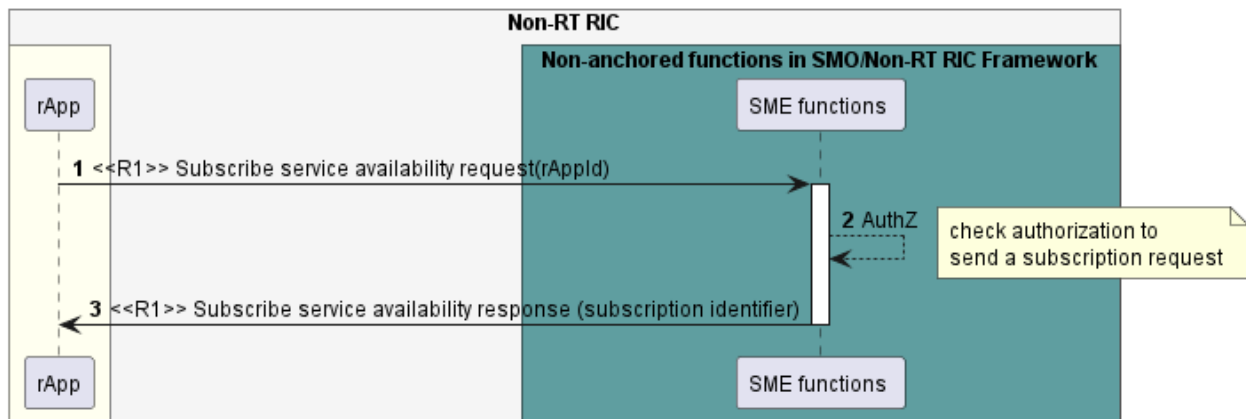 Non-RT RIC
Non-anchored functions in SMO/Non-RT RIC Framework
rApp
SME functions
1 <<R1>> Subscribe service availability request(rAppId)
2 AuthZ
check authorization to
send a subscription request
3 <<R1>> Subscribe service availability response (subscription identifier)
rApp
SME functions